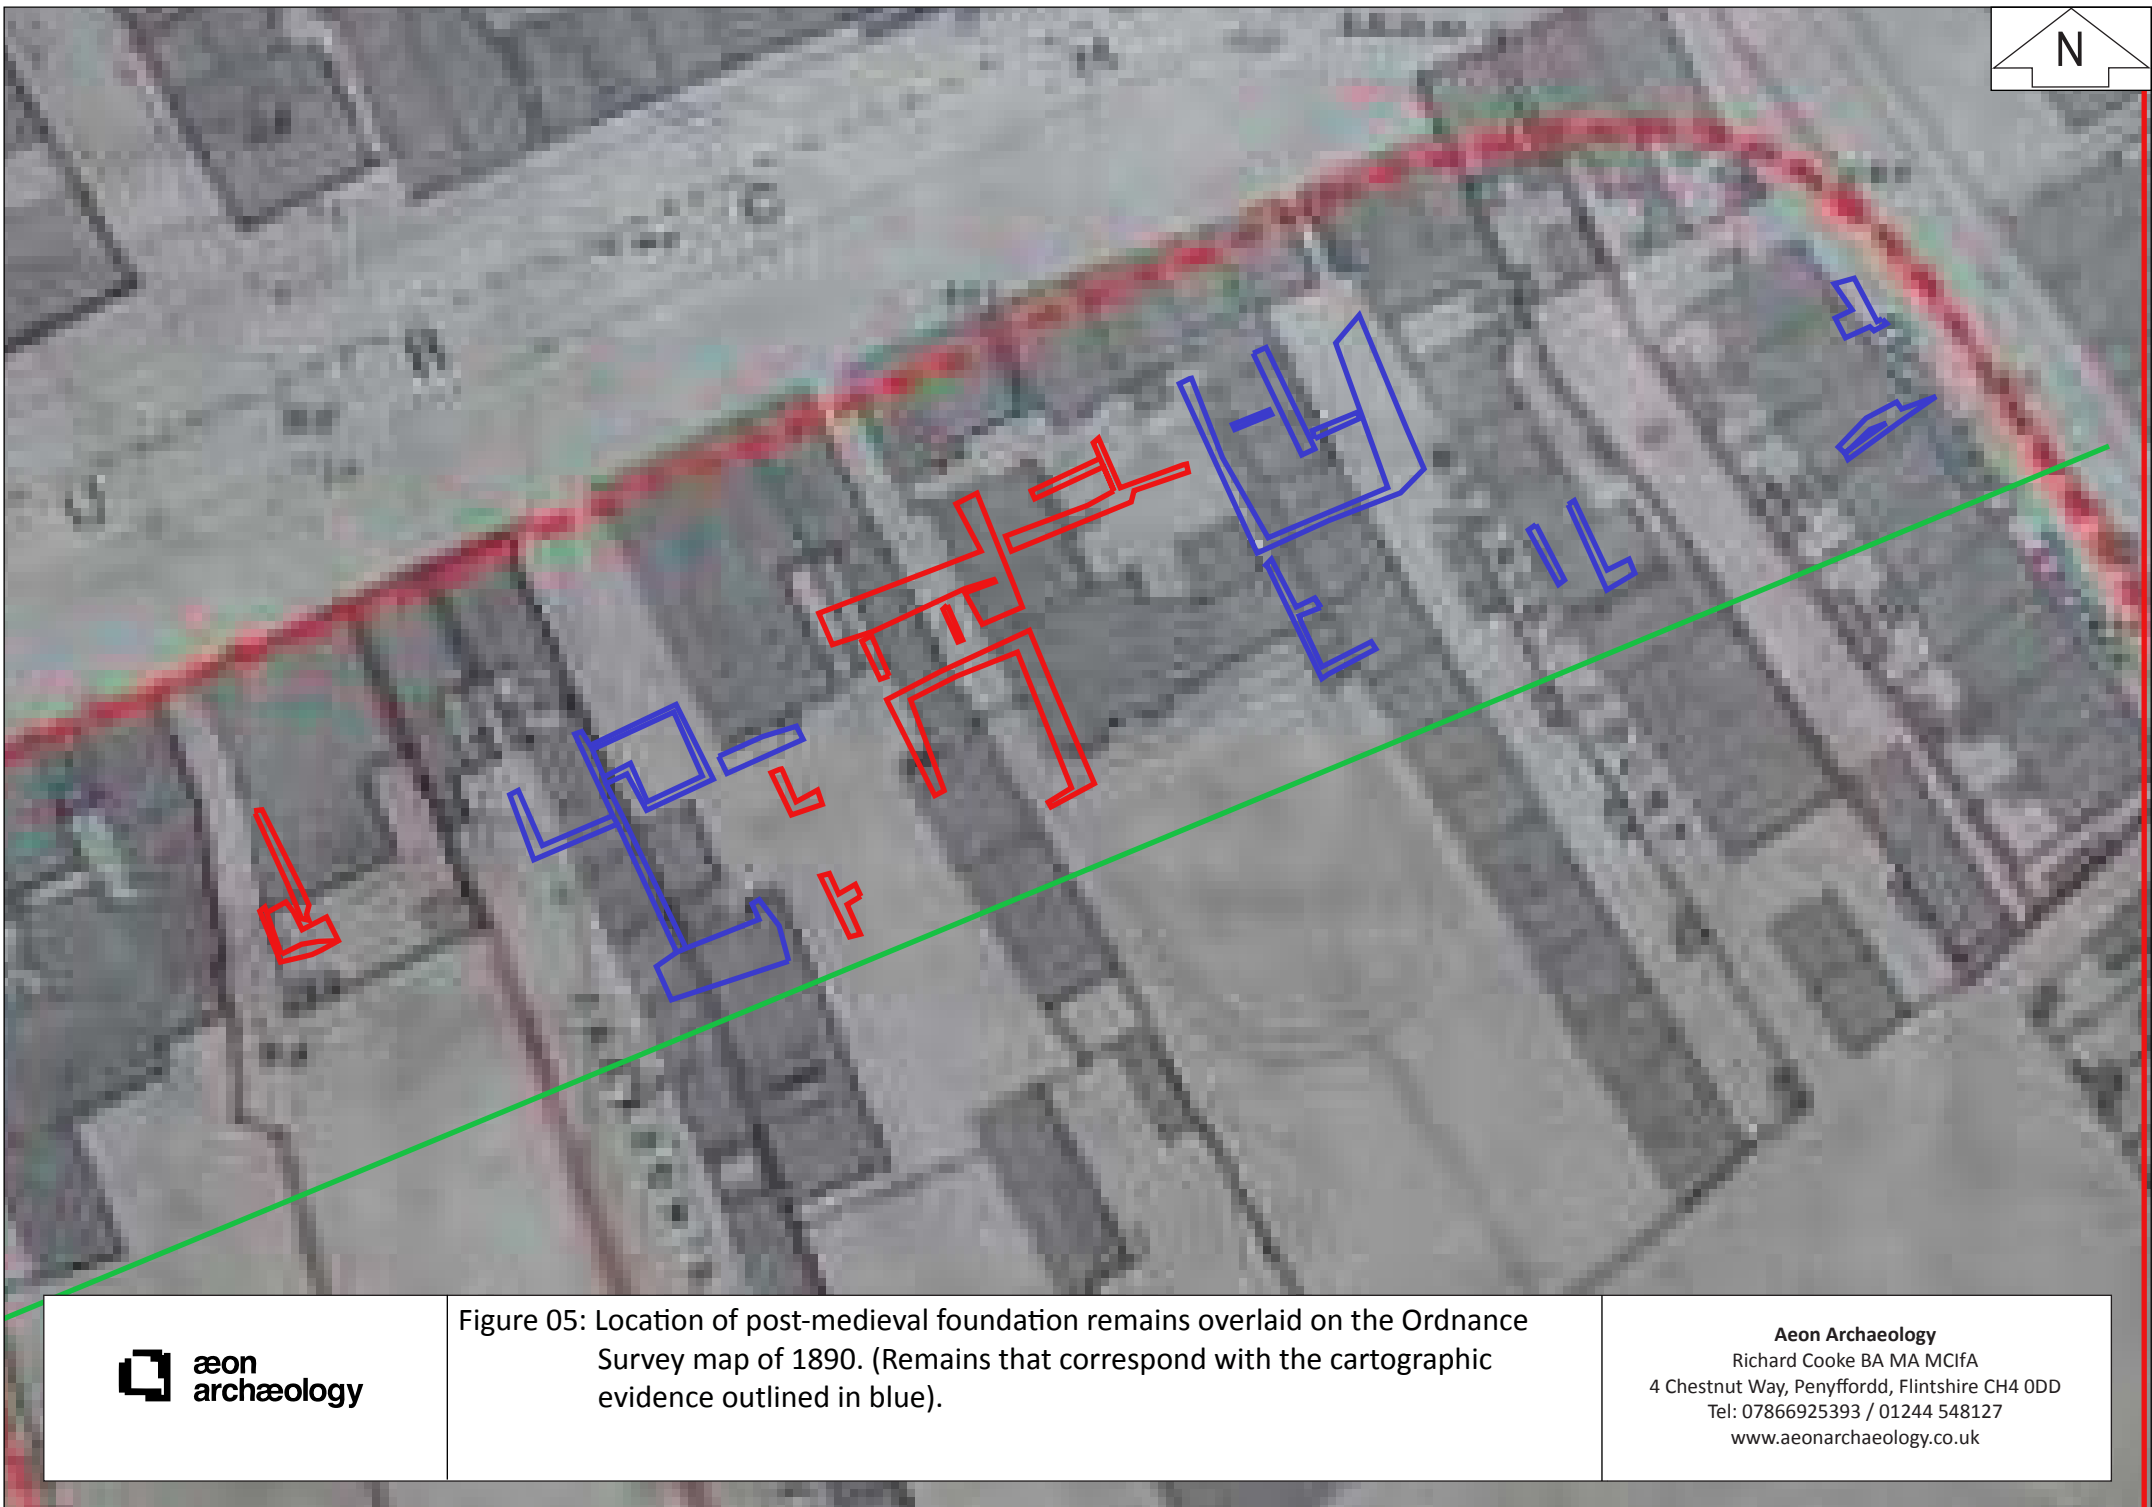 N
æon
archæology
Figure 05: Location of post-medieval foundation remains overlaid on the Ordnance
Survey map of 1890. (Remains that correspond with the cartographic
evidence outlined in blue).
Aeon Archaeology
Richard Cooke BA MA MCIfA
4 Chestnut Way, Penyffordd, Flintshire CH4 0DD
Tel: 07866925393 / 01244 548127
www.aeonarchaeology.co.uk